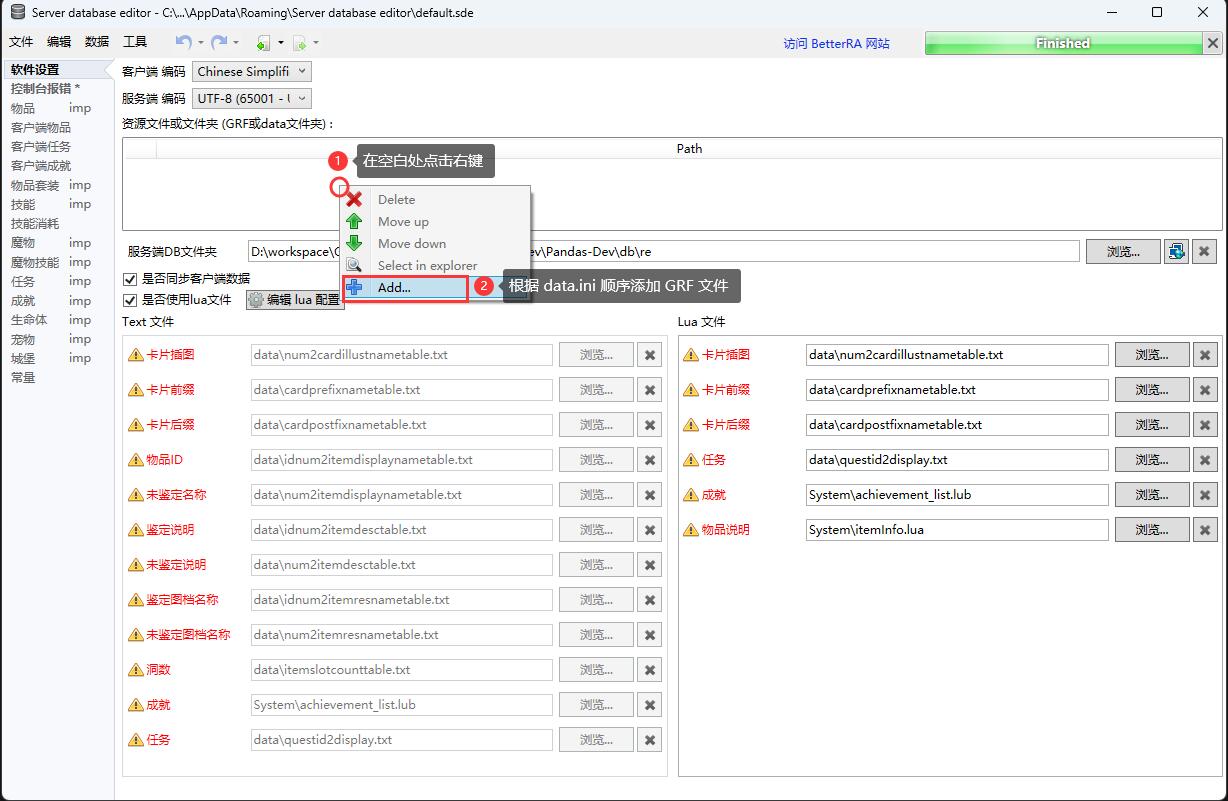 Server database editor - C:\...\AppData\Roaming\Server database editor\default.sde
文件 编辑 数据 工具 访问 BetterRA 网站 Finished
软件设置
控制台报错 *
物品 imp
客户端物品
客户端任务
客户端成就
物品套装 imp
技能 imp
技能消耗
魔物 imp
魔物技能 imp
任务 imp
成就 imp
生命体 imp
宠物 imp
城堡 imp
常量
客户端 编码 Chinese Simplifi
服务端 编码 UTF-8 (65001 - U
资源文件或文件夹 (GRF或data文件夹) :
Path
1 在空白处点击右键
Delete
Move up
Move down
Select in explorer
Add...
2 根据 data.ini 顺序添加 GRF 文件
服务端DB文件夹 D:\workspace\ ev\Pandas-Dev\db\re 浏览...
是否同步客户端数据
是否使用lua文件 编辑 lua 配置
Text 文件
卡片插图 data\num2cardillustnametable.txt 浏览...
卡片前缀 data\cardprefixnametable.txt 浏览...
卡片后缀 data\cardpostfixnametable.txt 浏览...
物品ID data\idnum2itemdisplaynametable.txt 浏览...
未鉴定名称 data\num2itemdisplaynametable.txt 浏览...
鉴定说明 data\idnum2itemdesctable.txt 浏览...
未鉴定说明 data\num2itemdesctable.txt 浏览...
鉴定图档名称 data\idnum2itemresnametable.txt 浏览...
未鉴定图档名称 data\num2itemresnametable.txt 浏览...
洞数 data\itemslotcounttable.txt 浏览...
成就 System\achievement_list.lub 浏览...
任务 data\questid2display.txt 浏览...
Lua 文件
卡片插图 data\num2cardillustnametable.txt 浏览...
卡片前缀 data\cardprefixnametable.txt 浏览...
卡片后缀 data\cardpostfixnametable.txt 浏览...
任务 data\questid2display.txt 浏览...
成就 System\achievement_list.lub 浏览...
物品说明 System\itemInfo.lua 浏览...